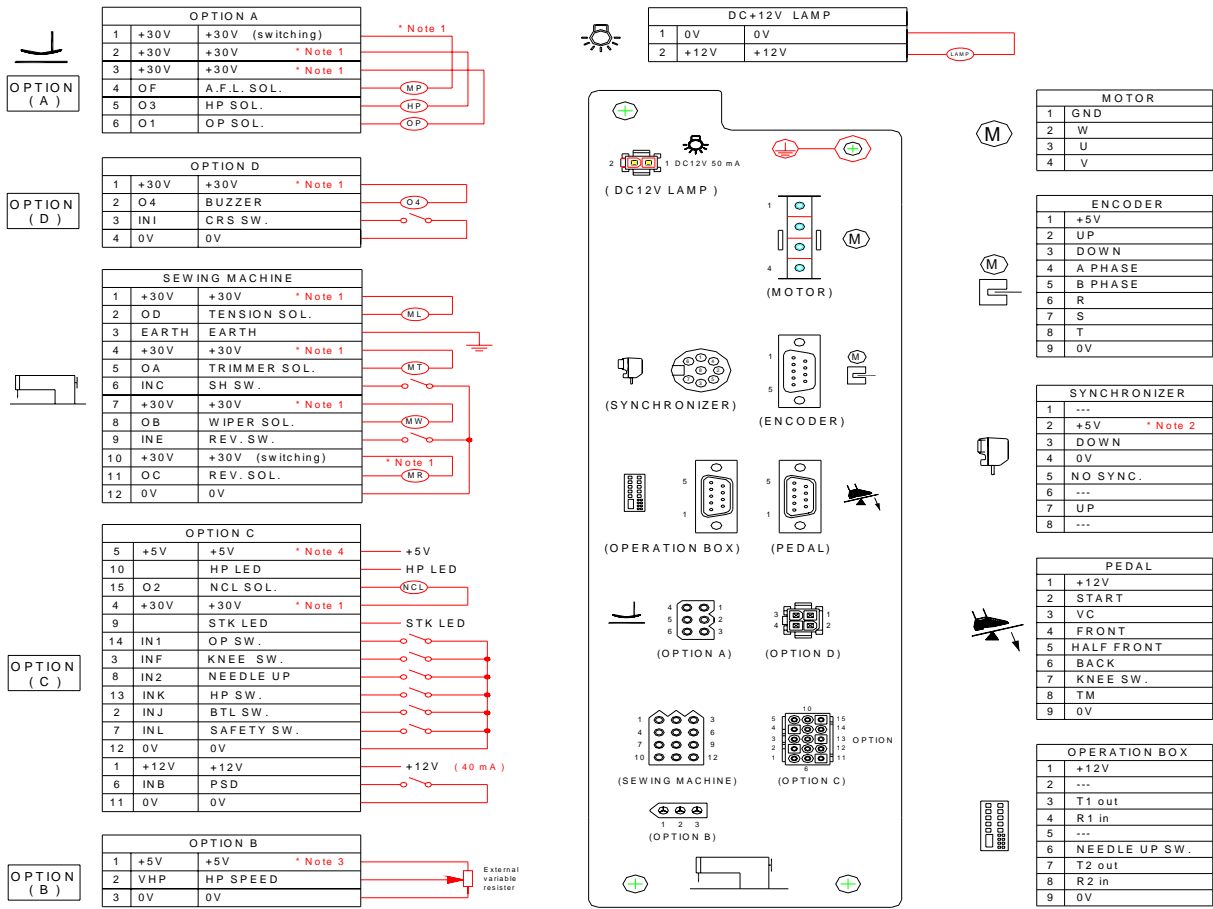 OPTION A
1 +30V +30V (switching)
2 +30V +30V * Note 1
3 +30V +30V * Note 1
4 OF A.F.L. SOL.
5 O3 HP SOL.
6 O1 OP SOL.
* Note 1
MP
HP
OP
OPTION
(A)
OPTION D
1 +30V +30V * Note 1
2 O4 BUZZER
3 INI CRS SW.
4 0V 0V
O4
OPTION
(D)
SEWING MACHINE
1 +30V +30V * Note 1
2 OD TENSION SOL.
3 EARTH EARTH
4 +30V +30V * Note 1
5 OA TRIMMER SOL.
6 INC SH SW.
7 +30V +30V * Note 1
8 OB WIPER SOL.
9 INE REV. SW.
10 +30V +30V (switching)
11 OC REV. SOL.
12 0V 0V
ML
MT
MW
* Note 1
MR
OPTION C
5 +5V +5V * Note 4
10 HP LED
15 O2 NCL SOL.
4 +30V +30V * Note 1
9 STK LED
14 IN1 OP SW.
3 INF KNEE SW.
8 IN2 NEEDLE UP
13 INK HP SW.
2 INJ BTL SW.
7 INL SAFETY SW.
12 0V 0V
1 +12V +12V
6 INB PSD
11 0V 0V
+5V
HP LED
NCL
STK LED
+12V (40 mA)
OPTION
(C)
OPTION B
1 +5V +5V * Note 3
2 VHP HP SPEED
3 0V 0V
External
variable
resister
OPTION
(B)
DC+12V LAMP
1 0V 0V
2 +12V +12V
LAMP
2 1 DC12V 50 mA
(DC12V LAMP)
1
4
M
(MOTOR)
(SYNCHRONIZER)
1
5
M
(ENCODER)
5
1
(OPERATION BOX)
5
1
(PEDAL)
4 1
5 2
6 3
(OPTION A)
3 1
4 2
(OPTION D)
1 3
4 6
7 9
10 12
(SEWING MACHINE)
10
5 15
4 14
3 13 OPTION
2 12
1 11
6
(OPTION C)
1 2 3
(OPTION B)
M
MOTOR
1 GND
2 W
3 U
4 V
M
ENCODER
1 +5V
2 UP
3 DOWN
4 A PHASE
5 B PHASE
6 R
7 S
8 T
9 0V
SYNCHRONIZER
1 ---
2 +5V * Note 2
3 DOWN
4 0V
5 NO SYNC.
6 ---
7 UP
8 ---
PEDAL
1 +12V
2 START
3 VC
4 FRONT
5 HALF FRONT
6 BACK
7 KNEE SW.
8 TM
9 0V
OPERATION BOX
1 +12V
2 ---
3 T1 out
4 R1 in
5 ---
6 NEEDLE UP SW.
7 T2 out
8 R2 in
9 0V